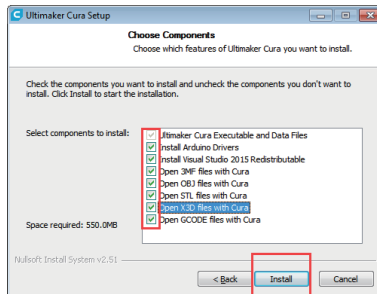 Ultimaker Cura Setup
Choose Components
Choose which features of Ultimaker Cura you want to install.
Check the components you want to install and uncheck the components you don't want to
install. Click Install to start the installation.
Select components to install:
Ultimaker Cura Executable and Data Files
Install Arduino Drivers
Install Visual Studio 2015 Redistributable
Open 3MF files with Cura
Open OBJ files with Cura
Open STL files with Cura
Open X3D files with Cura
Open GCODE files with Cura
Space required: 550.0MB
Nullsoft Install System v2.51
< Back
Install
Cancel